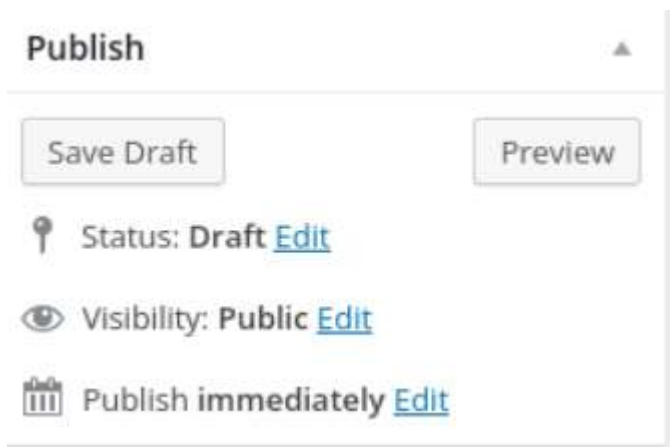 Publish
Save Draft Preview
Status: Draft Edit
Visibility: Public Edit
Publish immediately Edit